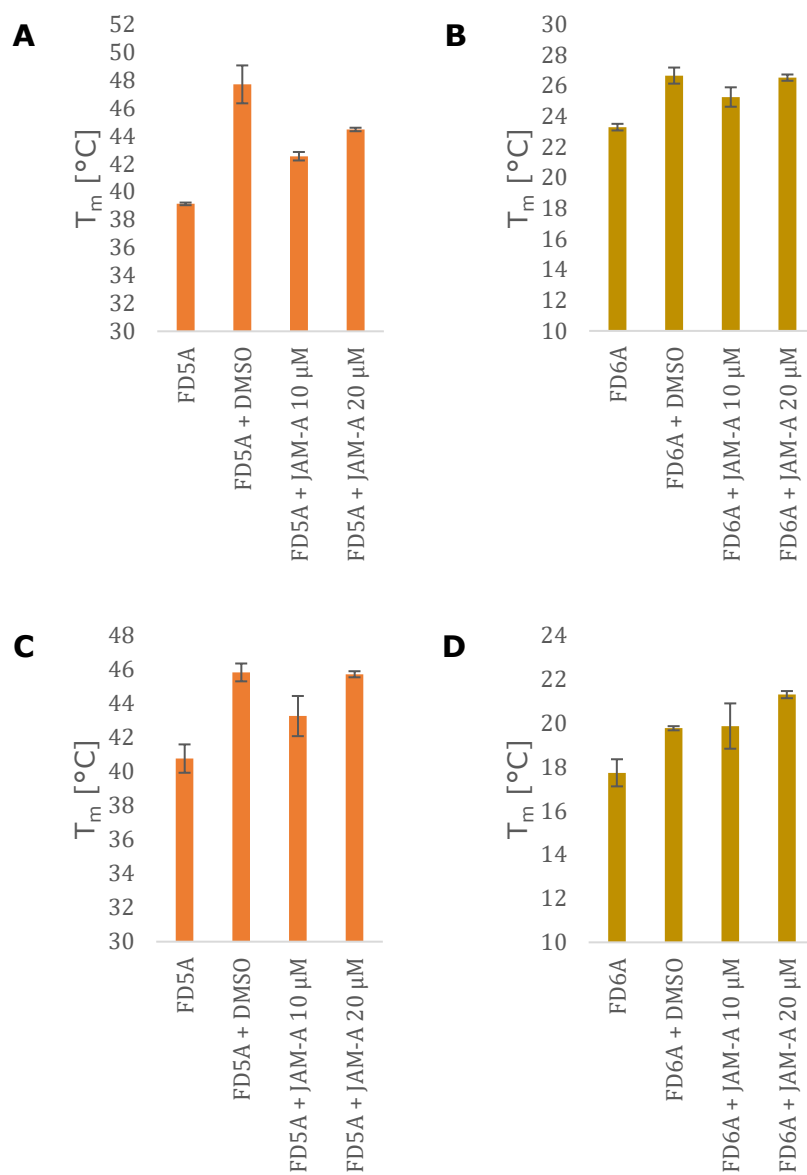 A
52
50
48
46
44
42
40
38
36
34
32
30
Tm [°C]
FD5A
FD5A + DMSO
FD5A + JAM-A 10 µM
FD5A + JAM-A 20 µM
B
30
28
26
24
22
20
18
16
14
12
10
Tm [°C]
FD6A
FD6A + DMSO
FD6A + JAM-A 10 µM
FD6A + JAM-A 20 µM
C
48
46
44
42
40
38
36
34
32
30
Tm [°C]
FD5A
FD5A + DMSO
FD5A + JAM-A 10 µM
FD5A + JAM-A 20 µM
D
24
22
20
18
16
14
12
10
Tm [°C]
FD6A
FD6A + DMSO
FD6A + JAM-A 10 µM
FD6A + JAM-A 20 µM